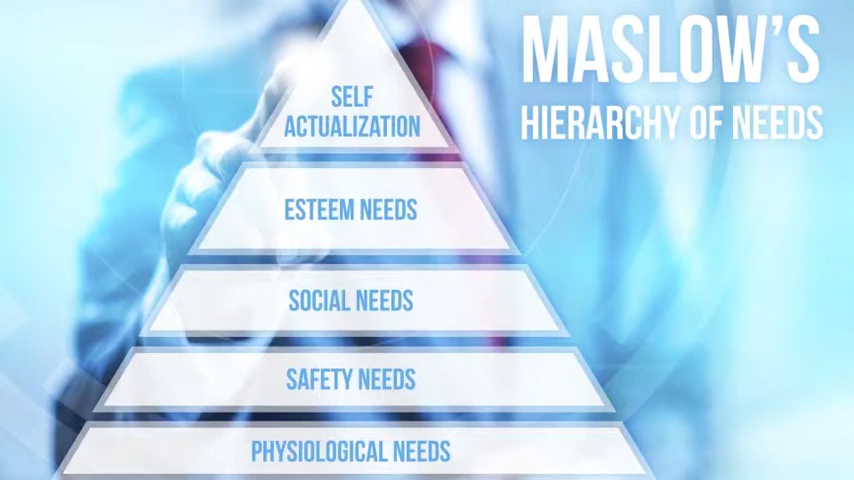 MASLOW'S
HIERARCHY OF NEEDS
SELF
ACTUALIZATION
ESTEEM NEEDS
SOCIAL NEEDS
SAFETY NEEDS
PHYSIOLOGICAL NEEDS